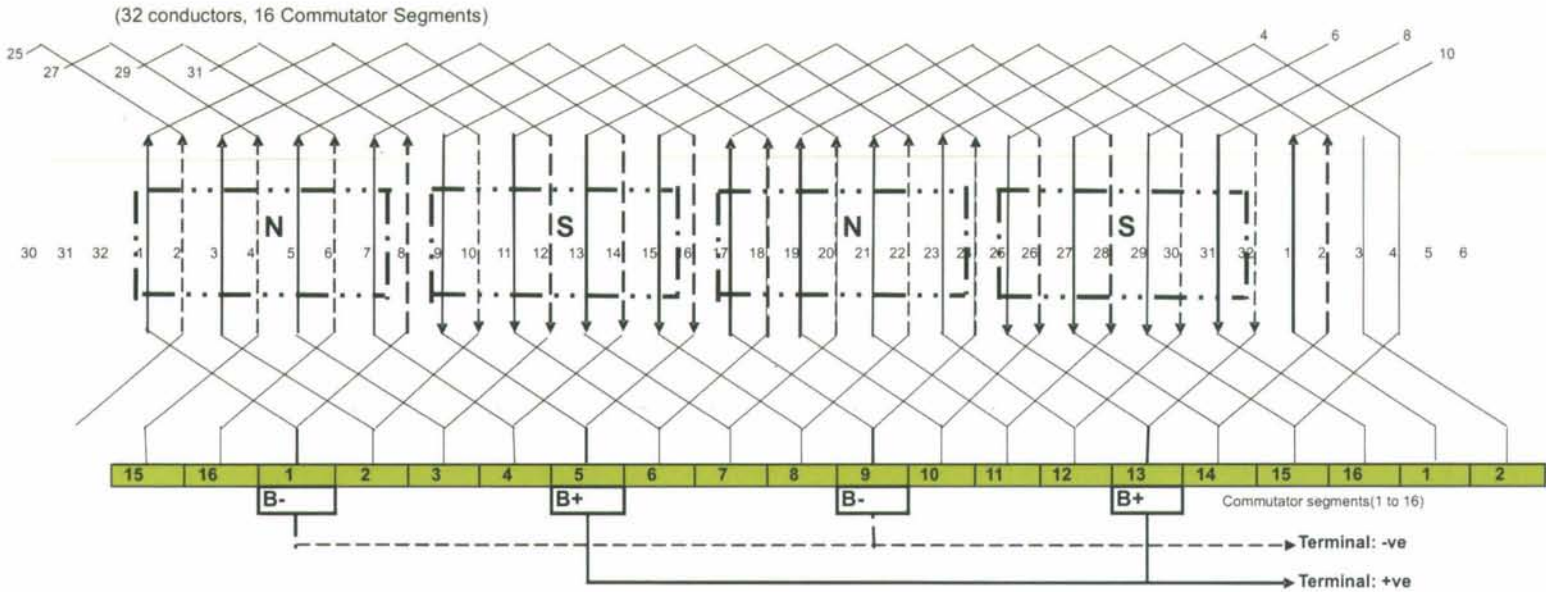 (32 conductors, 16 Commutator Segments)
4 6 8 10
25 27 29 31
N S N S
30 31 32 1 2 3 4 5 6 7 8 9 10 11 12 13 14 15 16 17 18 19 20 21 22 23 24 25 26 27 28 29 30 31 32 1 2 3 4 5 6
15 16 1 2 3 4 5 6 7 8 9 10 11 12 13 14 15 16 1 2
B- B+ B- B+
Commutator segments(1 to 16)
Terminal: -ve
Terminal: +ve